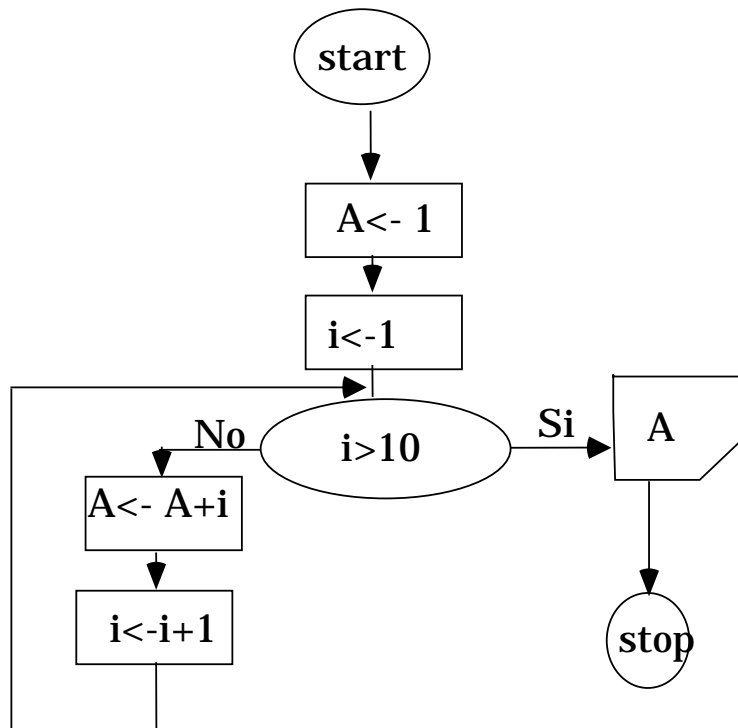 start
A<- 1
i<-1
No
i>10
Si
A
A<- A+i
i<-i+1
stop